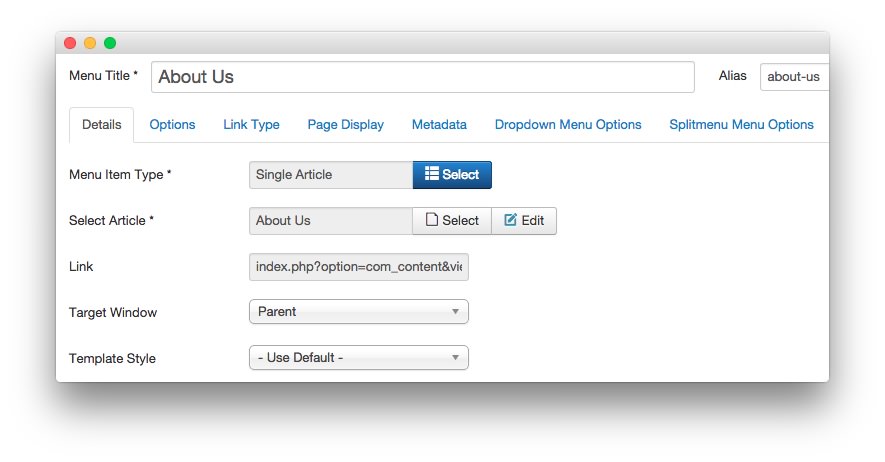 Menu Title * About Us Alias about-us
Details Options Link Type Page Display Metadata Dropdown Menu Options Splitmenu Menu Options
Menu Item Type * Single Article Select
Select Article * About Us Select Edit
Link index.php?option=com_content&vie
Target Window Parent
Template Style - Use Default -